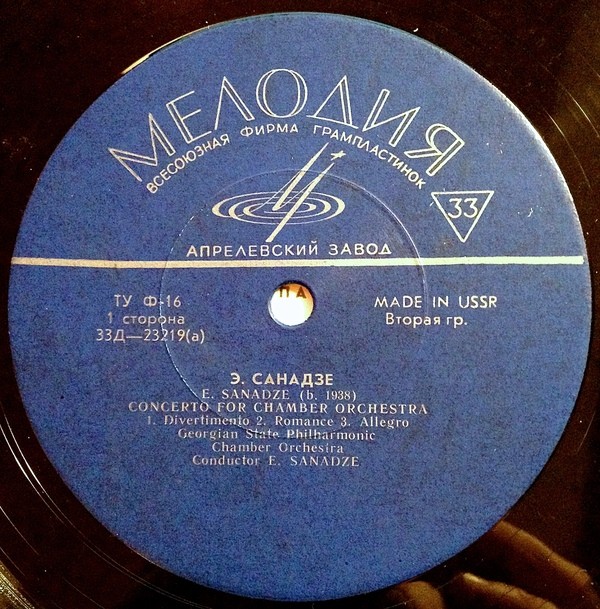 МЕЛОДИЯ
ВСЕСОЮЗНАЯ ФИРМА ГРАМПЛАСТИНОК
33
АПРЕЛЕВСКИЙ ЗАВОД
ТУ Ф-16
1 сторона
33Д—23219(а)
ПА
MADE IN USSR
Вторая гр.
Э. САНАДЗЕ
E. SANADZE (b. 1938)
CONCERTO FOR CHAMBER ORCHESTRA
1. Divertimento 2. Romance 3. Allegro
Georgian State Philharmonic
Chamber Orchestra
Conductor E. SANADZE